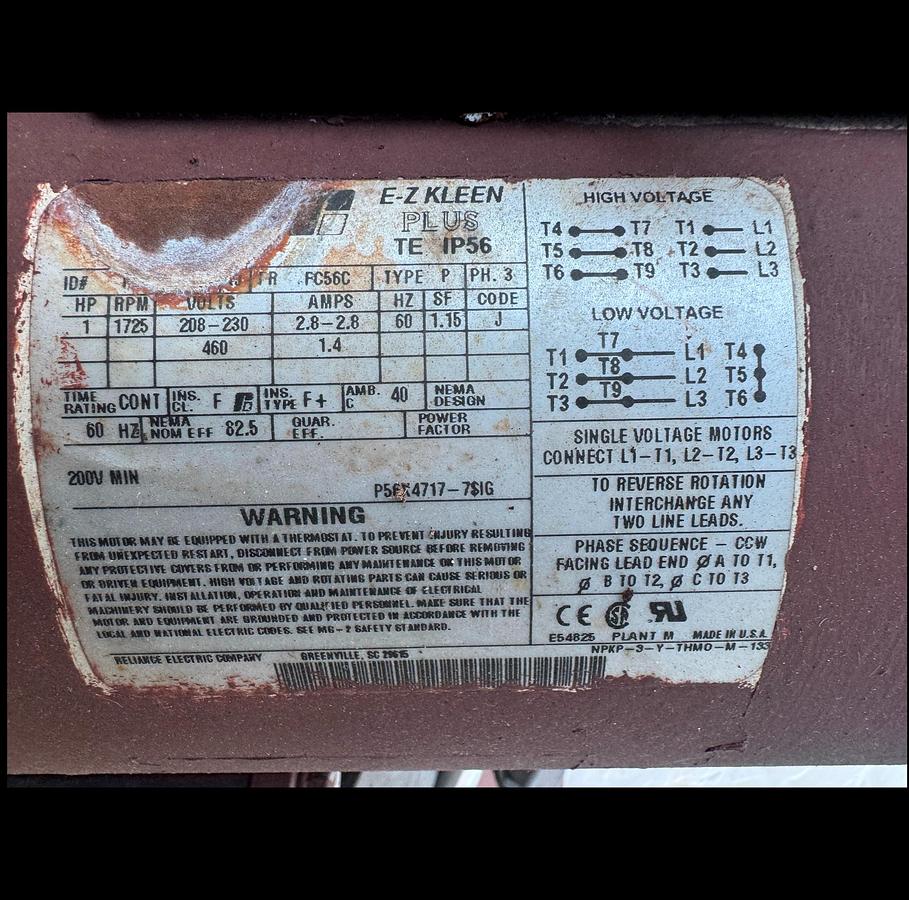 E-Z KLEEN
PLUS
TE IP56
ID# FR FC56C TYPE P PH. 3
HP RPM VOLTS AMPS HZ SF CODE
1 1725 208-230 2.8-2.8 60 1.15 J
460 1.4
TIME RATING CONT INS. CL. F INS. TYPE F+ AMB. C 40 NEMA DESIGN
60 HZ NEMA NOM EFF 82.5 GUAR. EFF. POWER FACTOR
200V MIN
4717-7$IG
WARNING
THIS MOTOR MAY BE EQUIPPED WITH A THERMOSTAT. TO PREVENT INJURY RESULTING
FROM UNEXPECTED RESTART, DISCONNECT FROM POWER SOURCE BEFORE REMOVING
ANY PROTECTIVE COVERS FROM OR PERFORMING ANY MAINTENANCE ON THIS MOTOR
OR DRIVEN EQUIPMENT. HIGH VOLTAGE AND ROTATING PARTS CAN CAUSE SERIOUS OR
FATAL INJURY. INSTALLATION, OPERATION AND MAINTENANCE OF ELECTRICAL
MACHINERY SHOULD BE PERFORMED BY QUALIFIED PERSONNEL. MAKE SURE THAT THE
MOTOR AND EQUIPMENT ARE GROUNDED AND PROTECTED IN ACCORDANCE WITH THE
LOCAL AND NATIONAL ELECTRIC CODES. SEE MG-2 SAFETY STANDARD.
RELIANCE ELECTRIC COMPANY GREENVILLE, SC 29615
HIGH VOLTAGE
T4 T7 T1 L1
T5 T8 T2 L2
T6 T9 T3 L3
LOW VOLTAGE
T7
T1 L1 T4
T8
T2 L2 T5
T9
T3 L3 T6
SINGLE VOLTAGE MOTORS
CONNECT L1-T1, L2-T2, L3-T3
TO REVERSE ROTATION
INTERCHANGE ANY
TWO LINE LEADS.
PHASE SEQUENCE - CCW
FACING LEAD END Ø A TO T1,
Ø B TO T2, Ø C TO T3
CE
E54825 PLANT M MADE IN U.S.A.
NPKP-3-Y-THMO-M-133